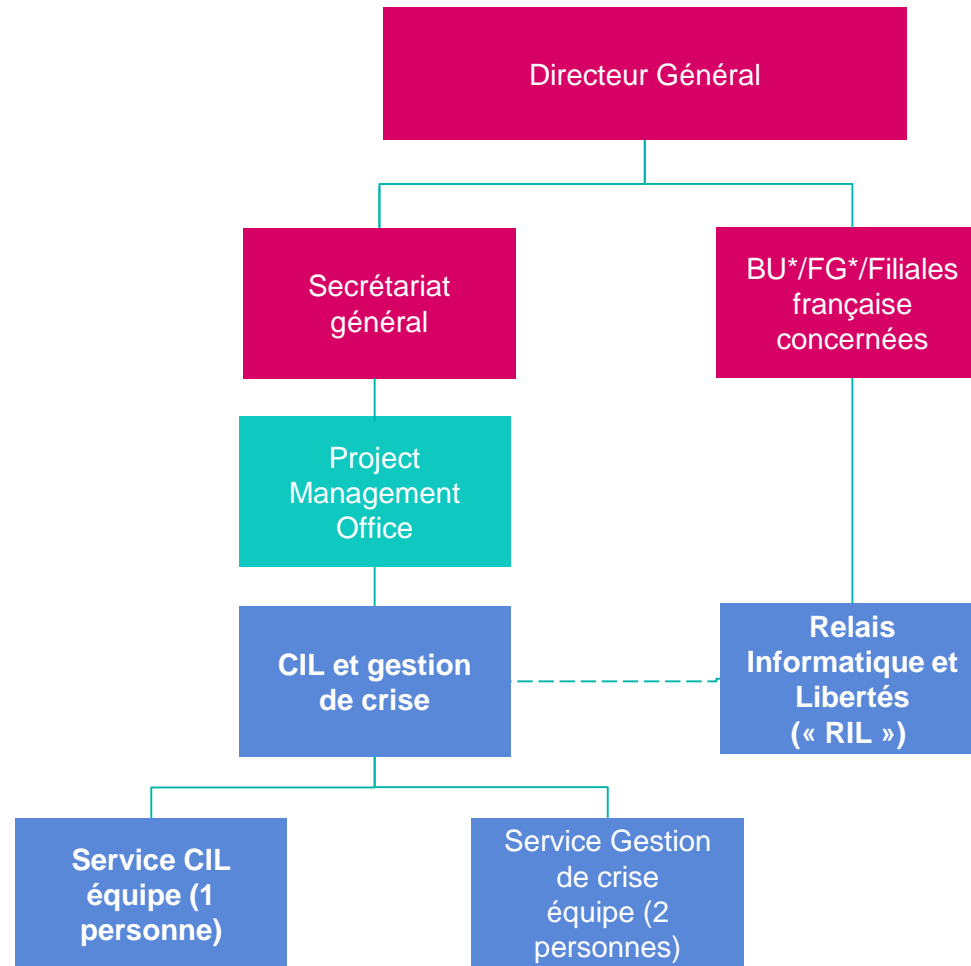 Directeur Général
Secrétariat
général
BU*/FG*/Filiales
française
concernées
Project
Management
Office
CIL et gestion
de crise
Relais
Informatique et
Libertés
(« RIL »)
Service CIL
équipe (1
personne)
Service Gestion
de crise
équipe (2
personnes)